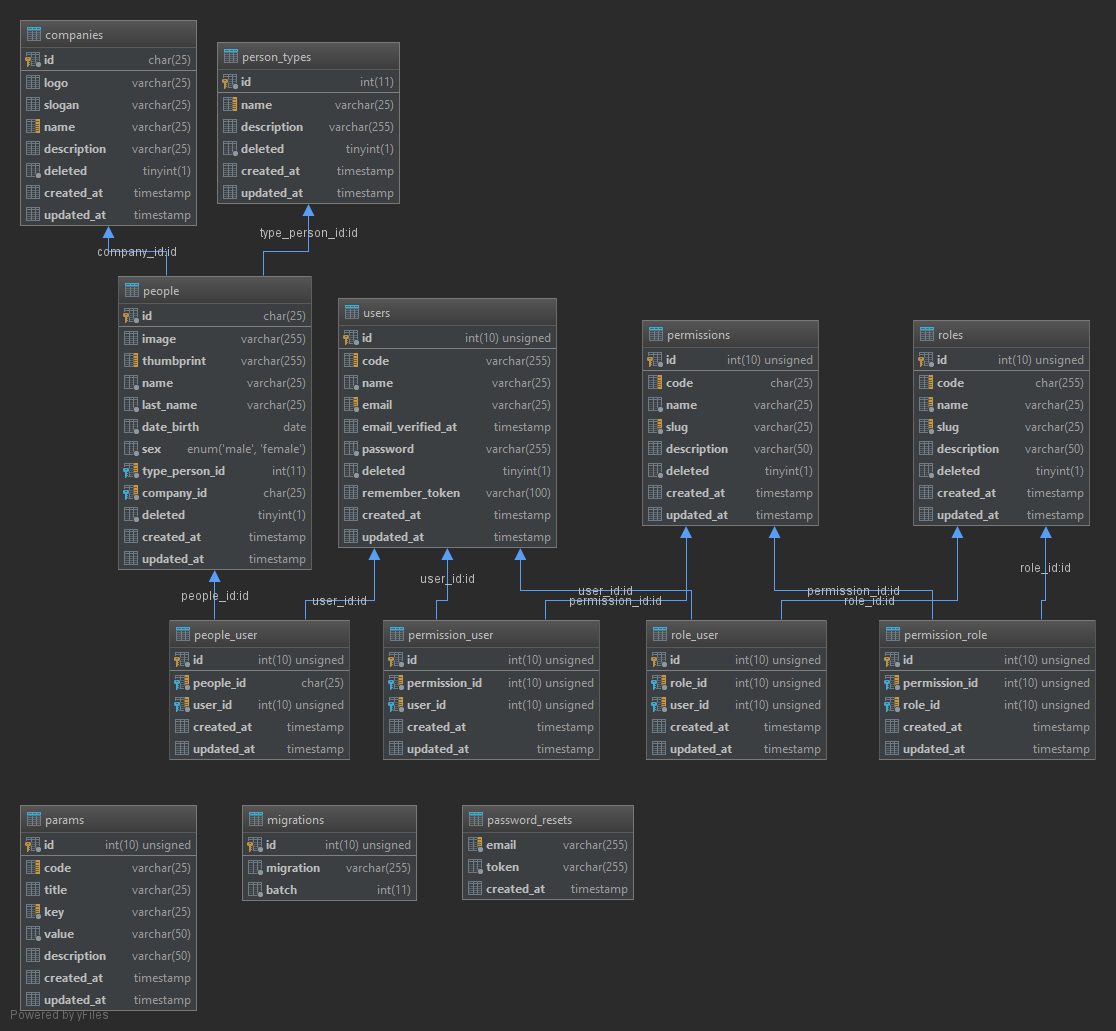 companies
id char(25)
logo varchar(25)
slogan varchar(25)
name varchar(25)
description varchar(25)
deleted tinyint(1)
created_at timestamp
updated_at timestamp
person_types
id int(11)
name varchar(25)
description varchar(255)
deleted tinyint(1)
created_at timestamp
updated_at timestamp
company_id:id
type_person_id:id
people
id char(25)
image varchar(255)
thumbprint varchar(255)
name varchar(25)
last_name varchar(25)
date_birth date
sex enum('male', 'female')
type_person_id int(11)
company_id char(25)
deleted tinyint(1)
created_at timestamp
updated_at timestamp
users
id int(10) unsigned
code varchar(255)
name varchar(25)
email varchar(25)
email_verified_at timestamp
password varchar(255)
deleted tinyint(1)
remember_token varchar(100)
created_at timestamp
updated_at timestamp
permissions
id int(10) unsigned
code char(25)
name varchar(25)
slug varchar(25)
description varchar(50)
deleted tinyint(1)
created_at timestamp
updated_at timestamp
roles
id int(10) unsigned
code char(255)
name varchar(25)
slug varchar(25)
description varchar(50)
deleted tinyint(1)
created_at timestamp
updated_at timestamp
people_id:id
user_id:id
user_id:id
user_id:id
permission_id:id
permission_id:id
role_id:id
role_id:id
people_user
id int(10) unsigned
people_id char(25)
user_id int(10) unsigned
created_at timestamp
updated_at timestamp
permission_user
id int(10) unsigned
permission_id int(10) unsigned
user_id int(10) unsigned
created_at timestamp
updated_at timestamp
role_user
id int(10) unsigned
role_id int(10) unsigned
user_id int(10) unsigned
created_at timestamp
updated_at timestamp
permission_role
id int(10) unsigned
permission_id int(10) unsigned
role_id int(10) unsigned
created_at timestamp
updated_at timestamp
params
id int(10) unsigned
code varchar(25)
title varchar(25)
key varchar(25)
value varchar(50)
description varchar(50)
created_at timestamp
updated_at timestamp
migrations
id int(10) unsigned
migration varchar(255)
batch int(11)
password_resets
email varchar(255)
token varchar(255)
created_at timestamp
Powered by yFiles